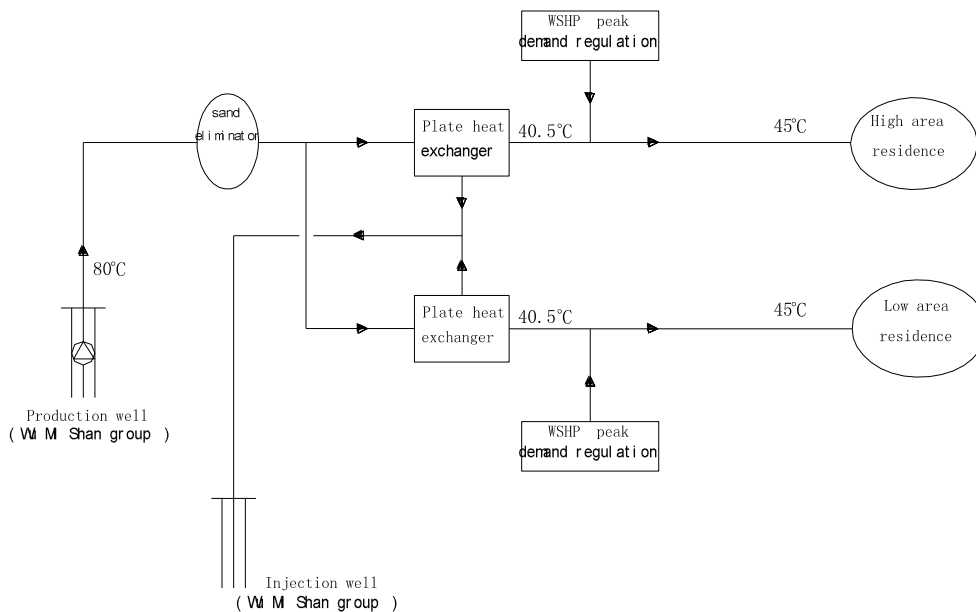 WSHP peak
demand regulation
sand
eliminator
Plate heat
exchanger
40.5℃
45℃
High area
residence
80℃
Plate heat
exchanger
40.5℃
45℃
Low area
residence
Production well
( Wu Mi Shan group )
WSHP peak
demand regulation
Injection well
( Wu Mi Shan group )